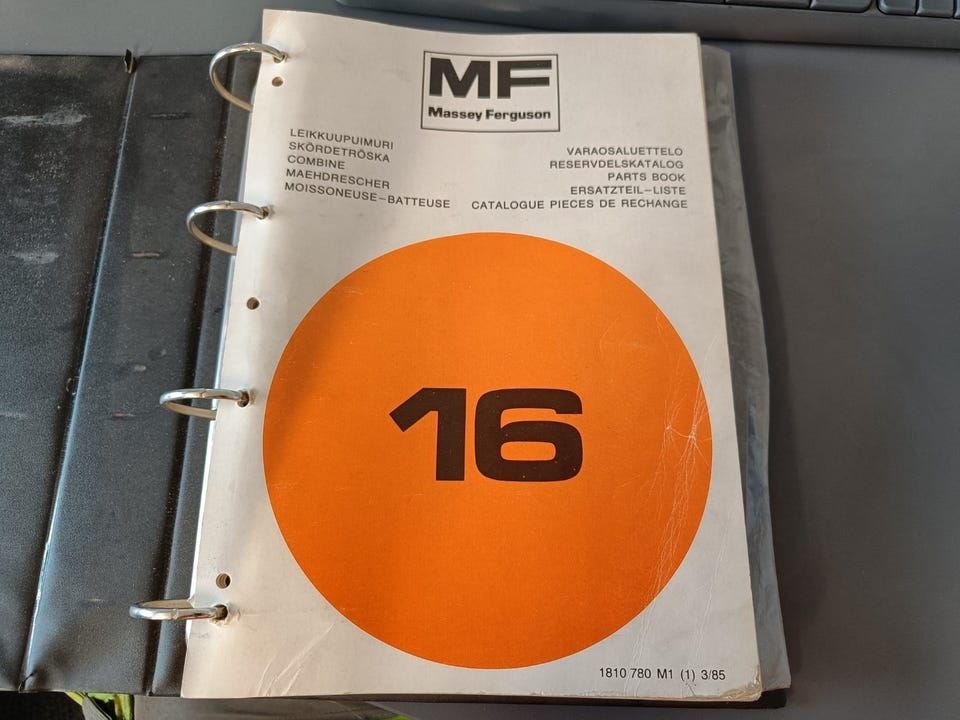 MF
Massey Ferguson
LEIKKUUPUIMURI
SKÖRDETRÖSKA
COMBINE
MAEHDRESCHER
MOISSONEUSE-BATTEUSE
VARAOSALUETTELO
RESERVDELSKATALOG
PARTS BOOK
ERSATZTEIL-LISTE
CATALOGUE PIECES DE RECHANGE
16
1810 780 M1 (1) 3/85